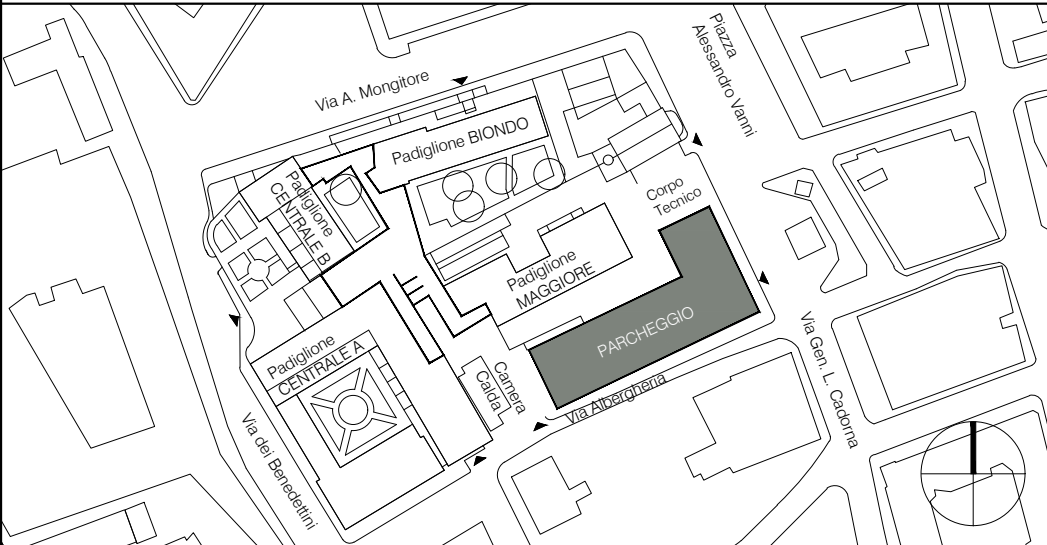 Piazza
Alessandro Vanni
Via A. Mongitore
Padiglione BIONDO
Padiglione
CENTRALE B
Corpo
Tecnico
Padiglione
MAGGIORE
PARCHEGGIO
Padiglione
CENTRALE A
Camera
Calda
Via Albergheria
Via Gen. L. Cadorna
Via dei Benedettini